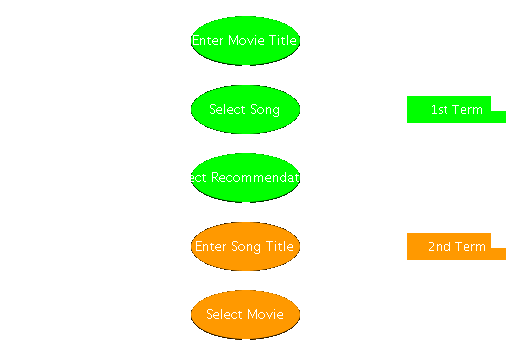 Enter Movie Title
Select Song
1st Term
ect Recommendat
Enter Song Title
2nd Term
Select Movie